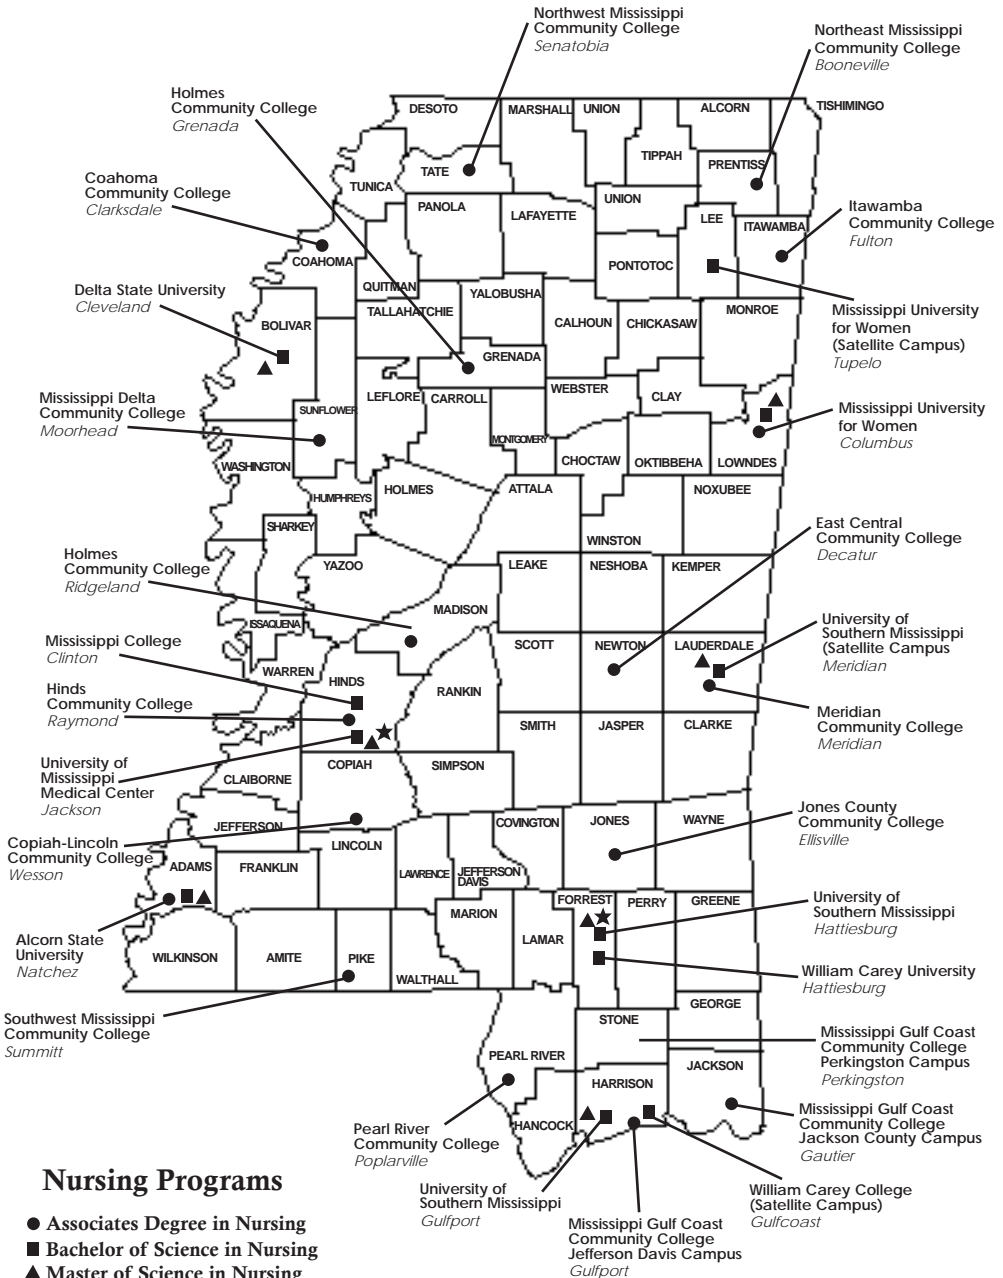 Northwest Mississippi
Community College
Senatobia
Northeast Mississippi
Community College
Booneville
Holmes
Community College
Grenada
Coahoma
Community College
Clarksdale
Itawamba
Community College
Fulton
Delta State University
Cleveland
Mississippi University
for Women
(Satellite Campus)
Tupelo
Mississippi Delta
Community College
Moorhead
Mississippi University
for Women
Columbus
East Central
Community College
Decatur
Holmes
Community College
Ridgeland
University of
Southern Mississippi
(Satellite Campus
Meridian
Mississippi College
Clinton
Hinds
Community College
Raymond
Meridian
Community College
Meridian
University of
Mississippi
Medical Center
Jackson
Jones County
Community College
Ellisville
Copiah-Lincoln
Community College
Wesson
University of
Southern Mississippi
Hattiesburg
Alcorn State
University
Natchez
William Carey University
Hattiesburg
Southwest Mississippi
Community College
Summitt
Mississippi Gulf Coast
Community College
Perkingston Campus
Perkingston
Mississippi Gulf Coast
Community College
Jackson County Campus
Gautier
Pearl River
Community College
Poplarville
University of
Southern Mississippi
Gulfport
William Carey College
(Satellite Campus)
Gulfcoast
Mississippi Gulf Coast
Community College
Jefferson Davis Campus
Gulfport
DESOTO
MARSHALL
UNION
ALCORN
TISHIMINGO
TIPPAH
PRENTISS
TATE
TUNICA
PANOLA
LAFAYETTE
UNION
LEE
ITAWAMBA
COAHOMA
PONTOTOC
QUITMAN
YALOBUSHA
TALLAHATCHIE
MONROE
BOLIVAR
CALHOUN
CHICKASAW
GRENADA
WEBSTER
CLAY
LEFLORE
CARROLL
SUNFLOWER
MONTGOMERY
CHOCTAW
OKTIBBEHA
LOWNDES
WASHINGTON
HUMPHREYS
HOLMES
ATTALA
NOXUBEE
SHARKEY
WINSTON
YAZOO
LEAKE
NESHOBA
KEMPER
MADISON
ISSAQUENA
SCOTT
NEWTON
LAUDERDALE
WARREN
HINDS
RANKIN
SMITH
JASPER
CLARKE
COPIAH
SIMPSON
CLAIBORNE
JEFFERSON
COVINGTON
JONES
WAYNE
LINCOLN
ADAMS
FRANKLIN
LAWRENCE
JEFFERSON
DAVIS
FORREST
PERRY
GREENE
MARION
LAMAR
WILKINSON
AMITE
PIKE
WALTHALL
GEORGE
STONE
PEARL RIVER
JACKSON
HARRISON
HANCOCK
Nursing Programs
Associates Degree in Nursing
Bachelor of Science in Nursing
Master of Science in Nursing